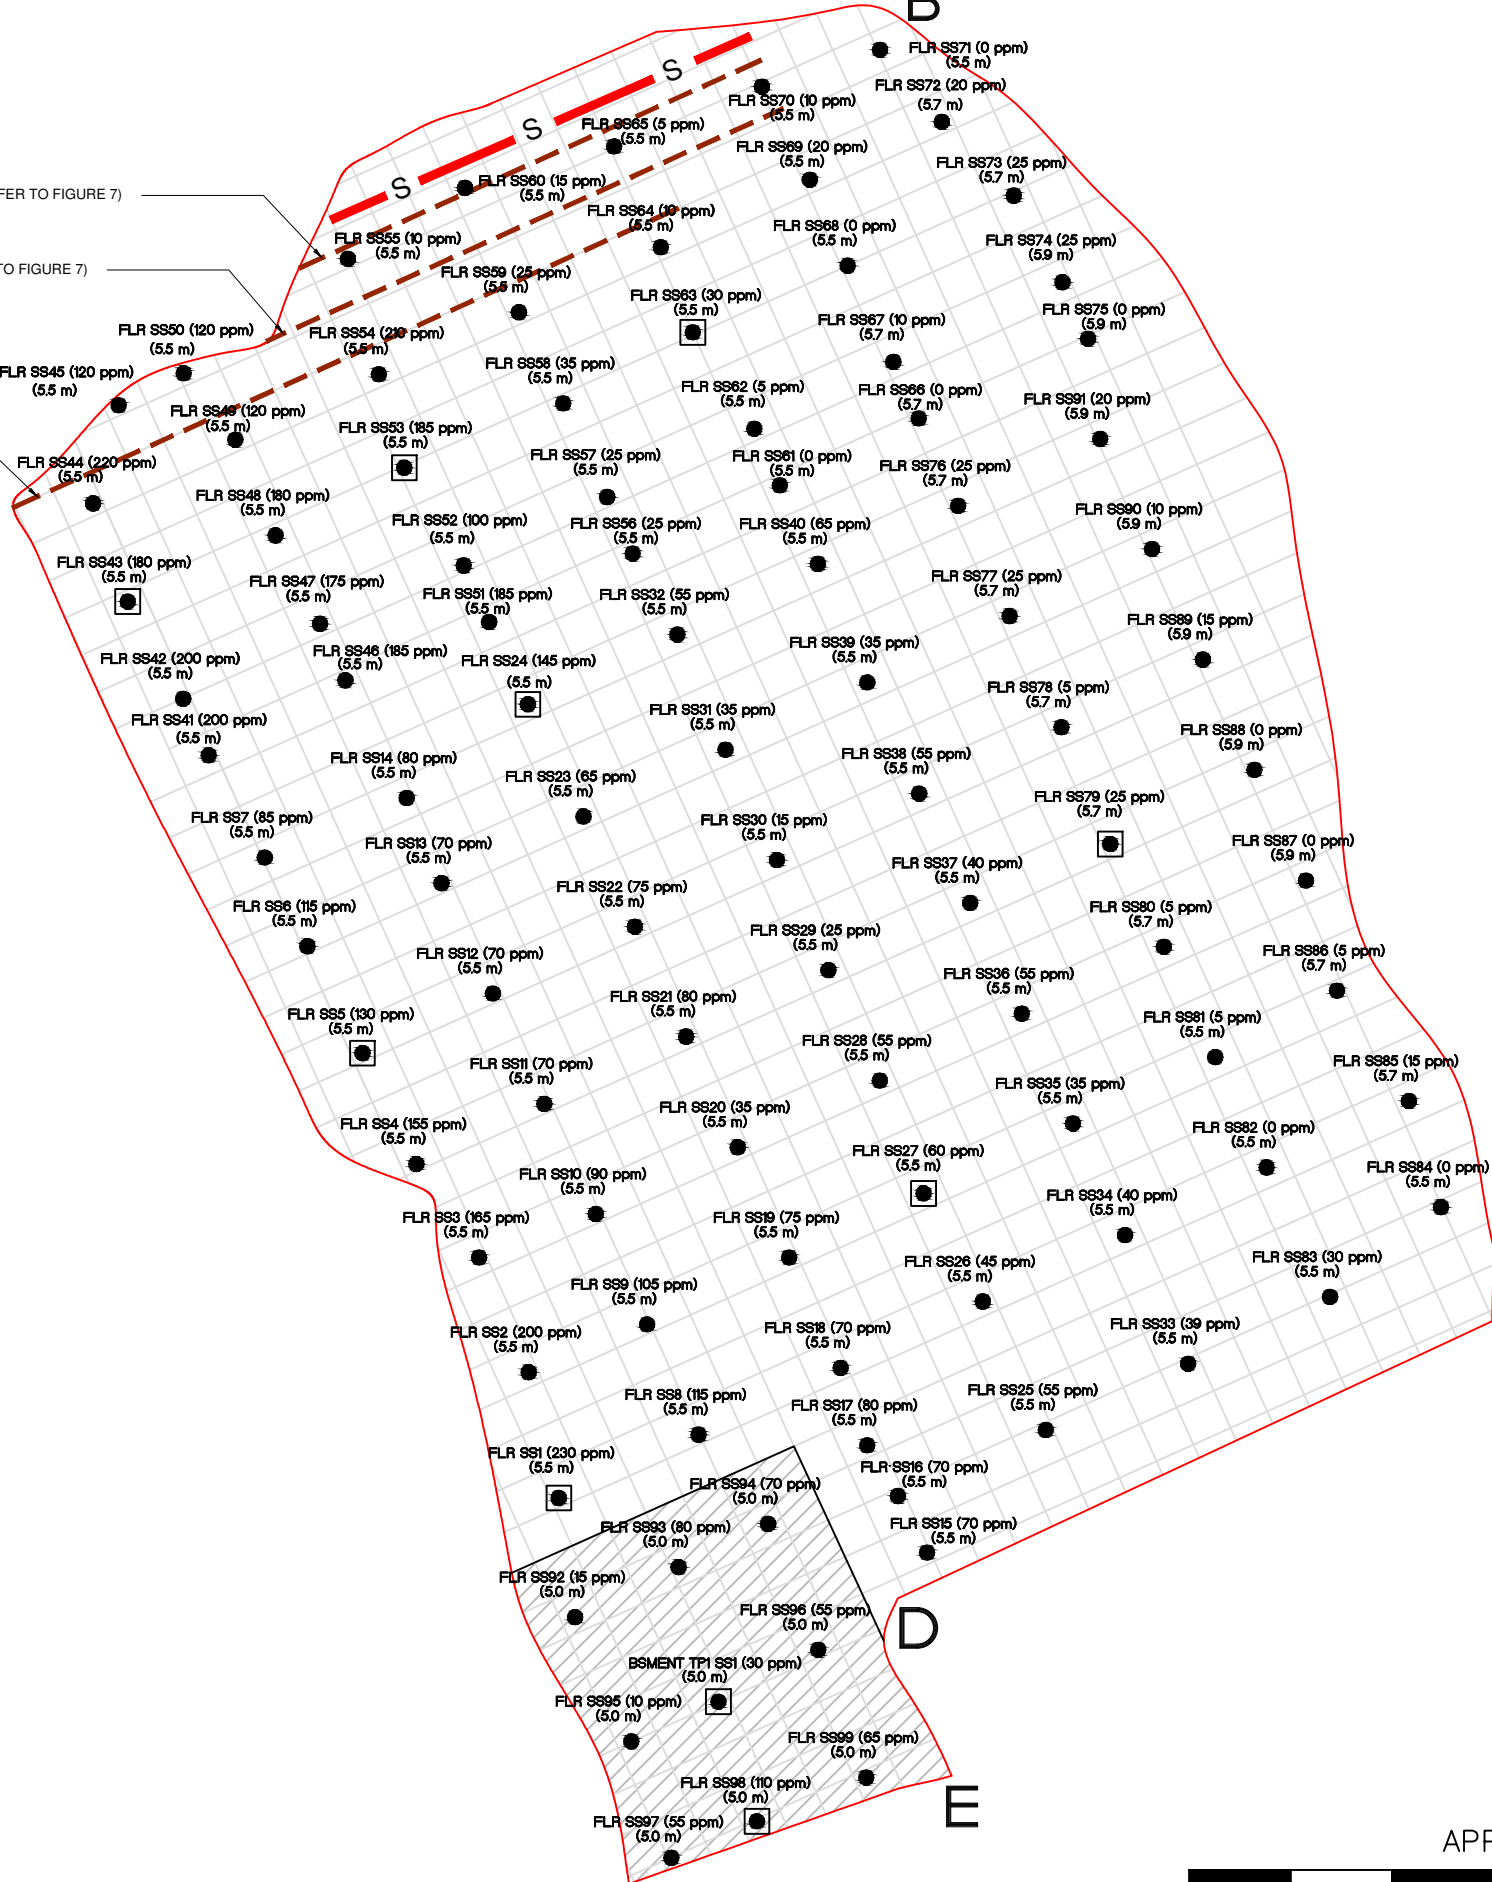 B
FLR SS71 (0 ppm)
(5.5 m)
FLR SS72 (20 ppm)
(5.7 m)
FLR SS70 (10 ppm)
(5.5 m)
S
S
S
FLR SS65 (5 ppm)
(5.5 m)
FLR SS69 (20 ppm)
(5.5 m)
FLR SS73 (25 ppm)
(5.7 m)
FER TO FIGURE 7)
FLR SS60 (15 ppm)
(5.5 m)
FLR SS64 (10 ppm)
(5.5 m)
FLR SS68 (0 ppm)
(5.5 m)
FLR SS55 (10 ppm)
(5.5 m)
FLR SS74 (25 ppm)
(5.9 m)
TO FIGURE 7)
FLR SS59 (25 ppm)
(5.5 m)
FLR SS63 (30 ppm)
(5.5 m)
FLR SS75 (0 ppm)
(5.9 m)
FLR SS50 (120 ppm)
(5.5 m)
FLR SS54 (210 ppm)
(5.5 m)
FLR SS67 (10 ppm)
(5.7 m)
FLR SS45 (120 ppm)
(5.5 m)
FLR SS58 (35 ppm)
(5.5 m)
FLR SS62 (5 ppm)
(5.5 m)
FLR SS66 (0 ppm)
(5.7 m)
FLR SS91 (20 ppm)
(5.9 m)
FLR SS49 (120 ppm)
(5.5 m)
FLR SS53 (185 ppm)
(5.5 m)
FLR SS57 (25 ppm)
(5.5 m)
FLR SS61 (0 ppm)
(5.5 m)
FLR SS76 (25 ppm)
(5.7 m)
FLR SS44 (220 ppm)
(5.5 m)
FLR SS48 (180 ppm)
(5.5 m)
FLR SS52 (100 ppm)
(5.5 m)
FLR SS56 (25 ppm)
(5.5 m)
FLR SS40 (65 ppm)
(5.5 m)
FLR SS90 (10 ppm)
(5.9 m)
FLR SS43 (180 ppm)
(5.5 m)
FLR SS47 (175 ppm)
(5.5 m)
FLR SS51 (185 ppm)
(5.5 m)
FLR SS32 (55 ppm)
(5.5 m)
FLR SS77 (25 ppm)
(5.7 m)
FLR SS89 (15 ppm)
(5.9 m)
FLR SS42 (200 ppm)
(5.5 m)
FLR SS46 (185 ppm)
(5.5 m)
FLR SS24 (145 ppm)
(5.5 m)
FLR SS39 (35 ppm)
(5.5 m)
FLR SS78 (5 ppm)
(5.7 m)
FLR SS41 (200 ppm)
(5.5 m)
FLR SS31 (35 ppm)
(5.5 m)
FLR SS88 (0 ppm)
(5.9 m)
FLR SS14 (80 ppm)
(5.5 m)
FLR SS23 (65 ppm)
(5.5 m)
FLR SS38 (55 ppm)
(5.5 m)
FLR SS79 (25 ppm)
(5.7 m)
FLR SS7 (85 ppm)
(5.5 m)
FLR SS30 (15 ppm)
(5.5 m)
FLR SS13 (70 ppm)
(5.5 m)
FLR SS87 (0 ppm)
(5.9 m)
FLR SS37 (40 ppm)
(5.5 m)
FLR SS22 (75 ppm)
(5.5 m)
FLR SS6 (115 ppm)
(5.5 m)
FLR SS80 (5 ppm)
(5.7 m)
FLR SS29 (25 ppm)
(5.5 m)
FLR SS12 (70 ppm)
(5.5 m)
FLR SS86 (5 ppm)
(5.7 m)
FLR SS36 (55 ppm)
(5.5 m)
FLR SS21 (80 ppm)
(5.5 m)
FLR SS5 (130 ppm)
(5.5 m)
FLR SS81 (5 ppm)
(5.5 m)
FLR SS28 (55 ppm)
(5.5 m)
FLR SS11 (70 ppm)
(5.5 m)
FLR SS85 (15 ppm)
(5.7 m)
FLR SS35 (35 ppm)
(5.5 m)
FLR SS20 (35 ppm)
(5.5 m)
FLR SS4 (155 ppm)
(5.5 m)
FLR SS82 (0 ppm)
(5.5 m)
FLR SS27 (60 ppm)
(5.5 m)
FLR SS84 (0 ppm)
(5.5 m)
FLR SS10 (90 ppm)
(5.5 m)
FLR SS34 (40 ppm)
(5.5 m)
FLR SS3 (165 ppm)
(5.5 m)
FLR SS19 (75 ppm)
(5.5 m)
FLR SS26 (45 ppm)
(5.5 m)
FLR SS83 (30 ppm)
(5.5 m)
FLR SS9 (105 ppm)
(5.5 m)
FLR SS2 (200 ppm)
(5.5 m)
FLR SS18 (70 ppm)
(5.5 m)
FLR SS33 (39 ppm)
(5.5 m)
FLR SS8 (115 ppm)
(5.5 m)
FLR SS17 (80 ppm)
(5.5 m)
FLR SS25 (55 ppm)
(5.5 m)
FLR SS1 (230 ppm)
(5.5 m)
FLR SS16 (70 ppm)
(5.5 m)
FLR SS94 (70 ppm)
(5.0 m)
FLR SS93 (80 ppm)
(5.0 m)
FLR SS15 (70 ppm)
(5.5 m)
FLR SS92 (15 ppm)
(5.0 m)
FLR SS96 (55 ppm)
(5.0 m)
D
BSMENT TP1 SS1 (30 ppm)
(5.0 m)
FLR SS95 (10 ppm)
(5.0 m)
FLR SS99 (65 ppm)
(5.0 m)
FLR SS98 (110 ppm)
(5.0 m)
E
FLR SS97 (55 ppm)
(5.0 m)
APP